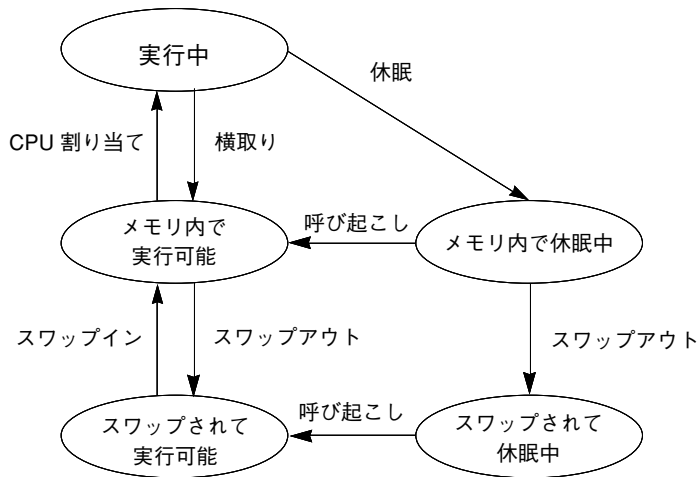 実行中
休眠
CPU 割り当て
横取り
メモリ内で
実行可能
呼び起こし
メモリ内で休眠中
スワップイン
スワップアウト
スワップアウト
スワップされて
実行可能
呼び起こし
スワップされて
休眠中